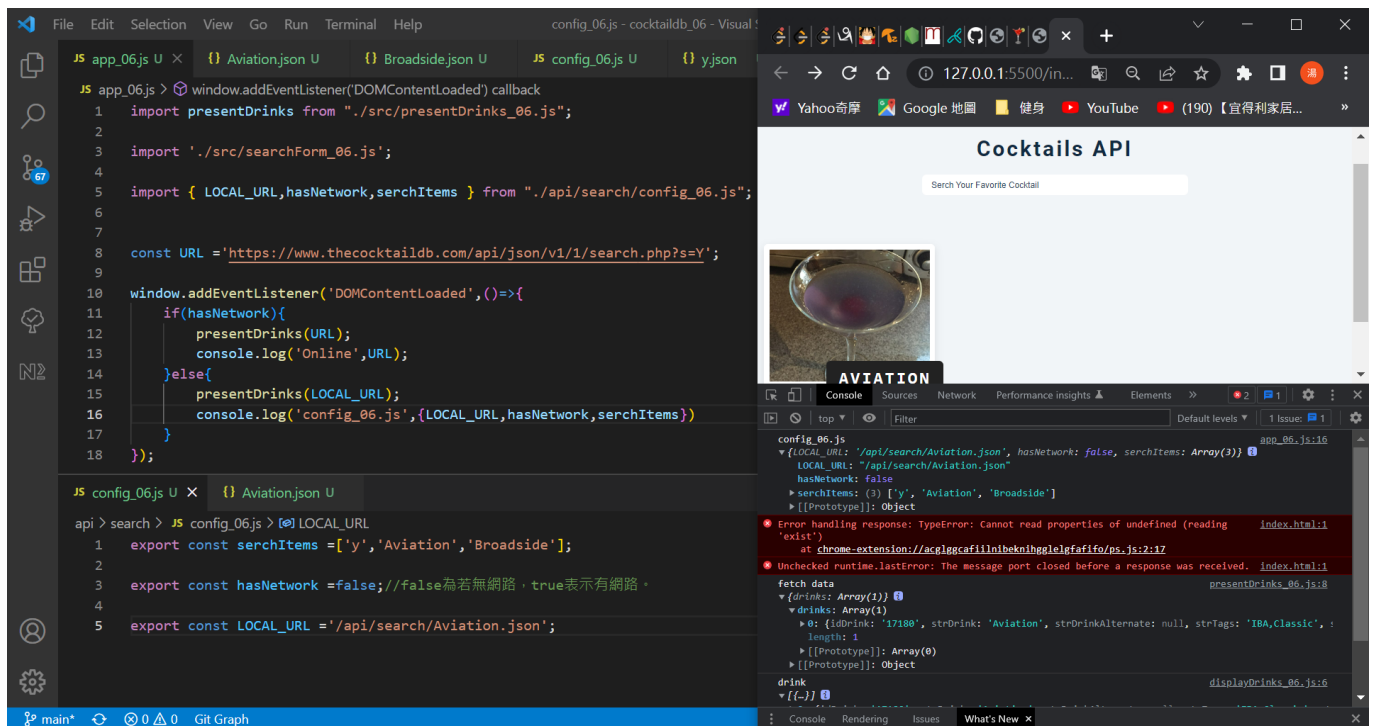 File Edit Selection View Go Run Terminal Help config_06.js - cocktaildb_06 - Visual
JS app_06.js U {} Aviation.json U {} Broadside.json U JS config_06.js U {} y.json
JS app_06.js > window.addEventListener('DOMContentLoaded') callback
1 import presentDrinks from "./src/presentDrinks_06.js";
2
3 import './src/searchForm_06.js';
4
5 import { LOCAL_URL,hasNetwork,serchItems } from "./api/search/config_06.js";
6
7
8 const URL ='https://www.thecocktaildb.com/api/json/v1/1/search.php?s=Y';
9
10 window.addEventListener('DOMContentLoaded',()=>{
11 if(hasNetwork){
12 presentDrinks(URL);
13 console.log('Online',URL);
14 }else{
15 presentDrinks(LOCAL_URL);
16 console.log('config_06.js',{LOCAL_URL,hasNetwork,serchItems})
17 }
18 });
67
JS config_06.js U {} Aviation.json U
api > search > JS config_06.js > LOCAL_URL
1 export const serchItems =['y','Aviation','Broadside'];
2
3 export const hasNetwork =false;//false為若無網路，true表示有網路。
4
5 export const LOCAL_URL ='/api/search/Aviation.json';
main* 0 0 Git Graph
127.0.0.1:5500/in... 湯
Yahoo奇摩 Google 地圖 健身 YouTube (190)【宜得利家居... »
Cocktails API
Serch Your Favorite Cocktail
AVIATION
Console Sources Network Performance insights Elements » 2 1
top Filter Default levels 1 Issue: 1
config_06.js app_06.js:16
{LOCAL_URL: '/api/search/Aviation.json', hasNetwork: false, serchItems: Array(3)}
LOCAL_URL: "/api/search/Aviation.json"
hasNetwork: false
serchItems: (3) ['y', 'Aviation', 'Broadside']
[[Prototype]]: Object
Error handling response: TypeError: Cannot read properties of undefined (reading index.html:1
'exist')
at chrome-extension://acglggcafiilnibeknihgglelgfafifo/ps.js:2:17
Unchecked runtime.lastError: The message port closed before a response was received. index.html:1
fetch data presentDrinks_06.js:8
{drinks: Array(1)}
drinks: Array(1)
0: {idDrink: '17180', strDrink: 'Aviation', strDrinkAlternate: null, strTags: 'IBA,Classic',
length: 1
[[Prototype]]: Array(0)
[[Prototype]]: Object
drink displayDrinks_06.js:6
[{…}]
Console Rendering Issues What's New